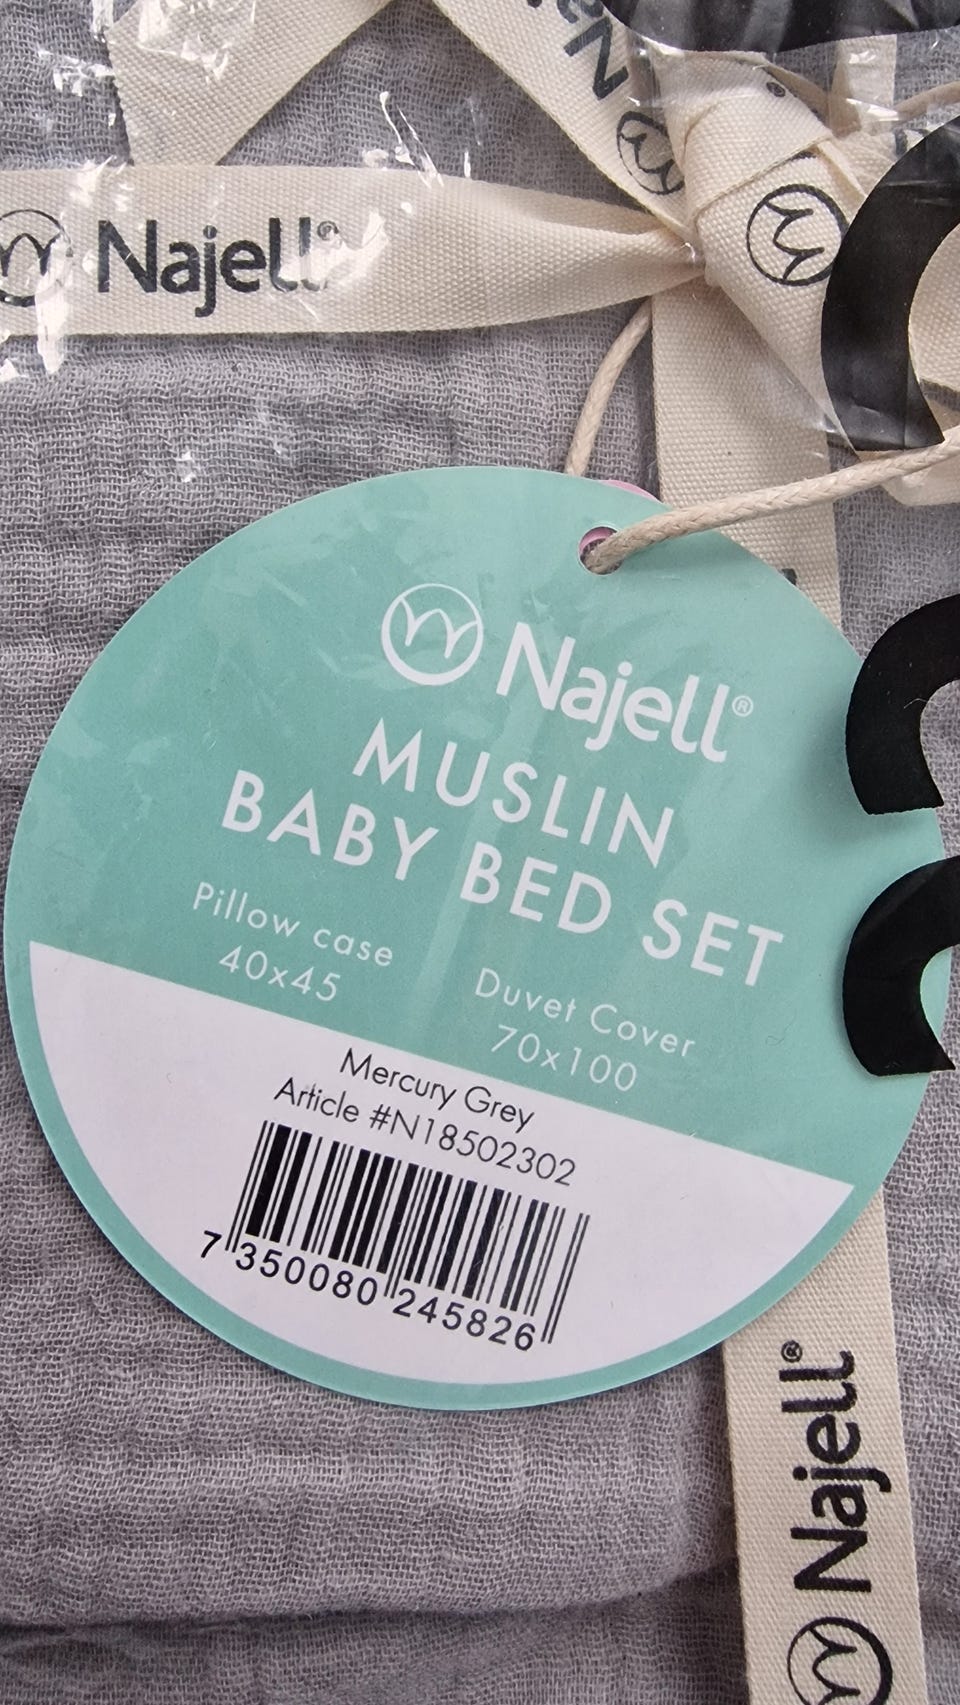 Najell®
Najell®
MUSLIN
BABY BED SET
Pillow case
40x45
Duvet Cover
70x100
Mercury Grey
Article #N18502302
7 350080 245826
Najell®